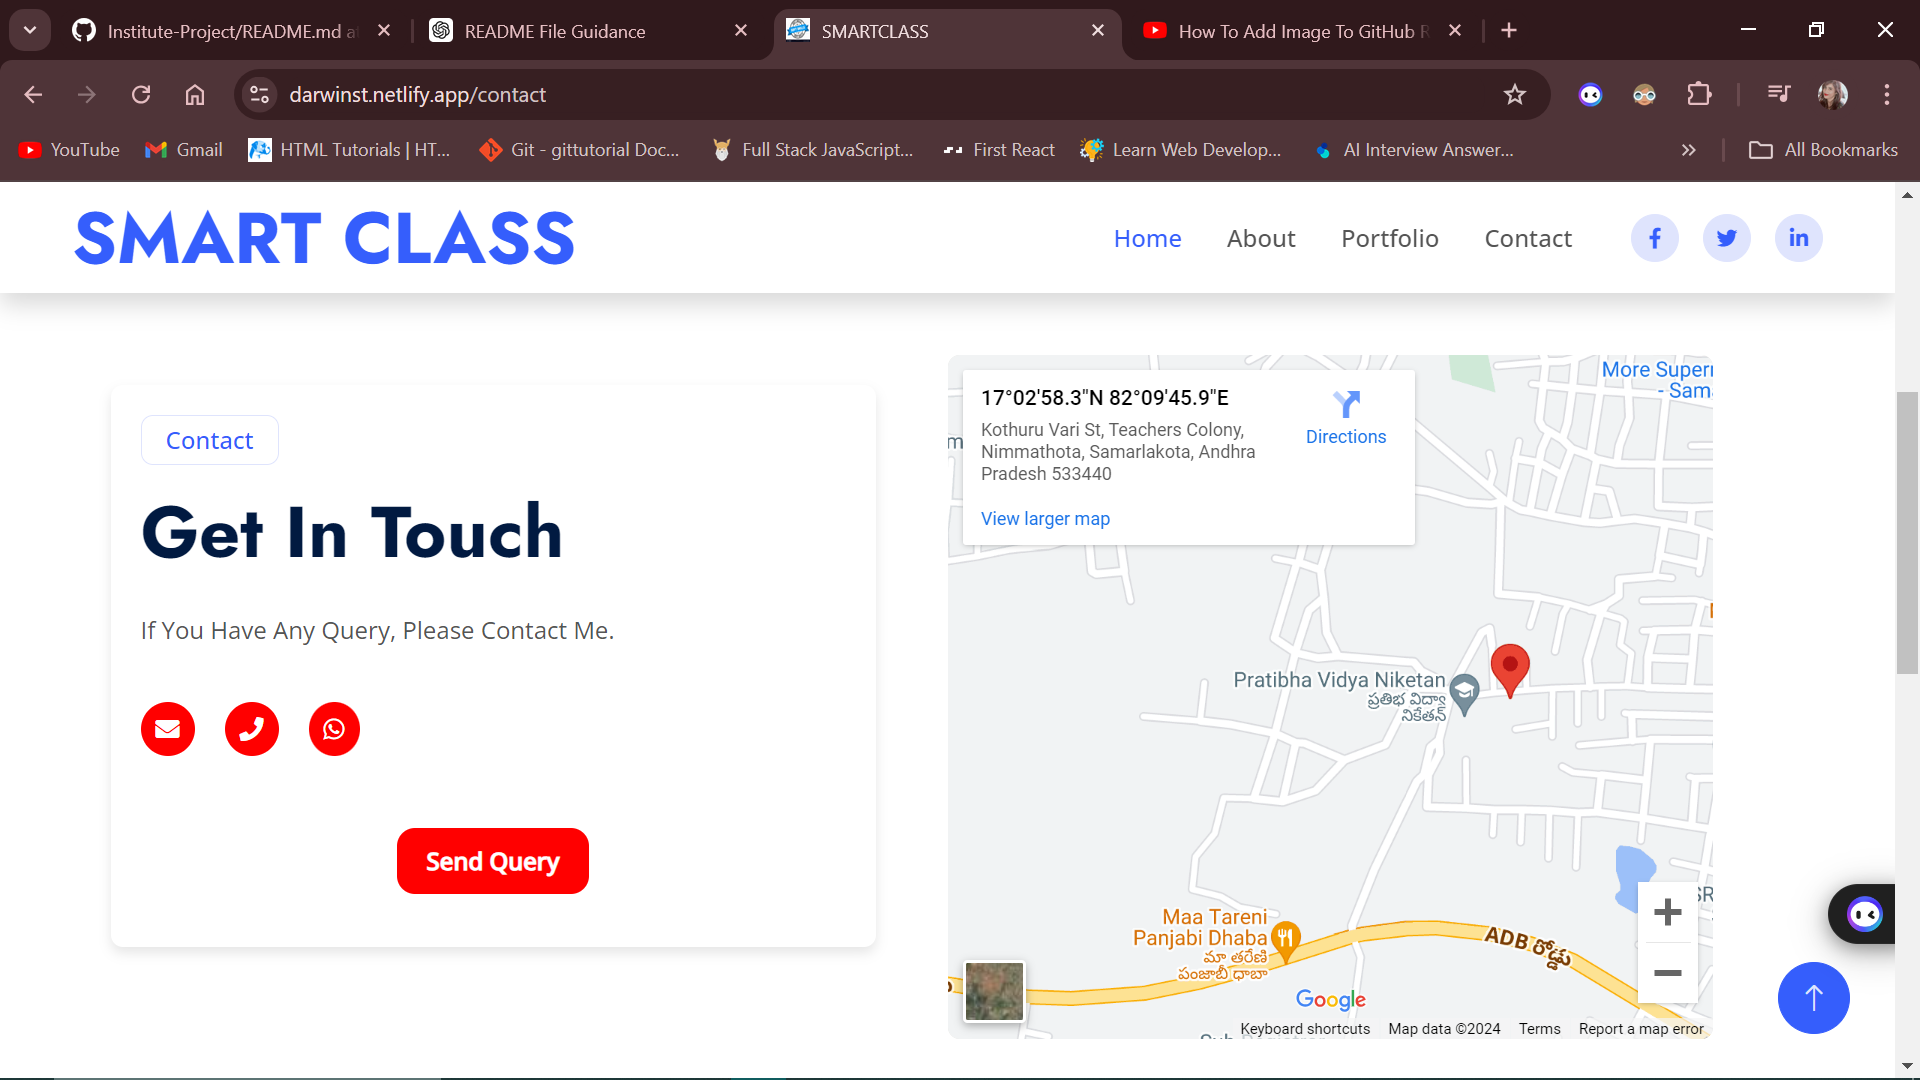 Institute-Project/README.md a
README File Guidance
SMARTCLASS
How To Add Image To GitHub R
darwinst.netlify.app/contact
YouTube
Gmail
HTML Tutorials | HT...
Git - gittutorial Doc...
Full Stack JavaScript...
First React
Learn Web Develop...
AI Interview Answer...
All Bookmarks
SMART CLASS
Home
About
Portfolio
Contact
Contact
Get In Touch
If You Have Any Query, Please Contact Me.
Send Query
17°02'58.3"N 82°09'45.9"E
Kothuru Vari St, Teachers Colony,
Nimmathota, Samarlakota, Andhra
Pradesh 533440
Directions
View larger map
More Superr
- Sam
Pratibha Vidya Niketan
ప్రతిభ విద్యా
నికేతన్
Maa Tareni
Panjabi Dhaba
మా తరేణి
పంజాబీ ధాబా
ADB రోడ్డు
SR
Google
Keyboard shortcuts
Map data ©2024
Terms
Report a map error